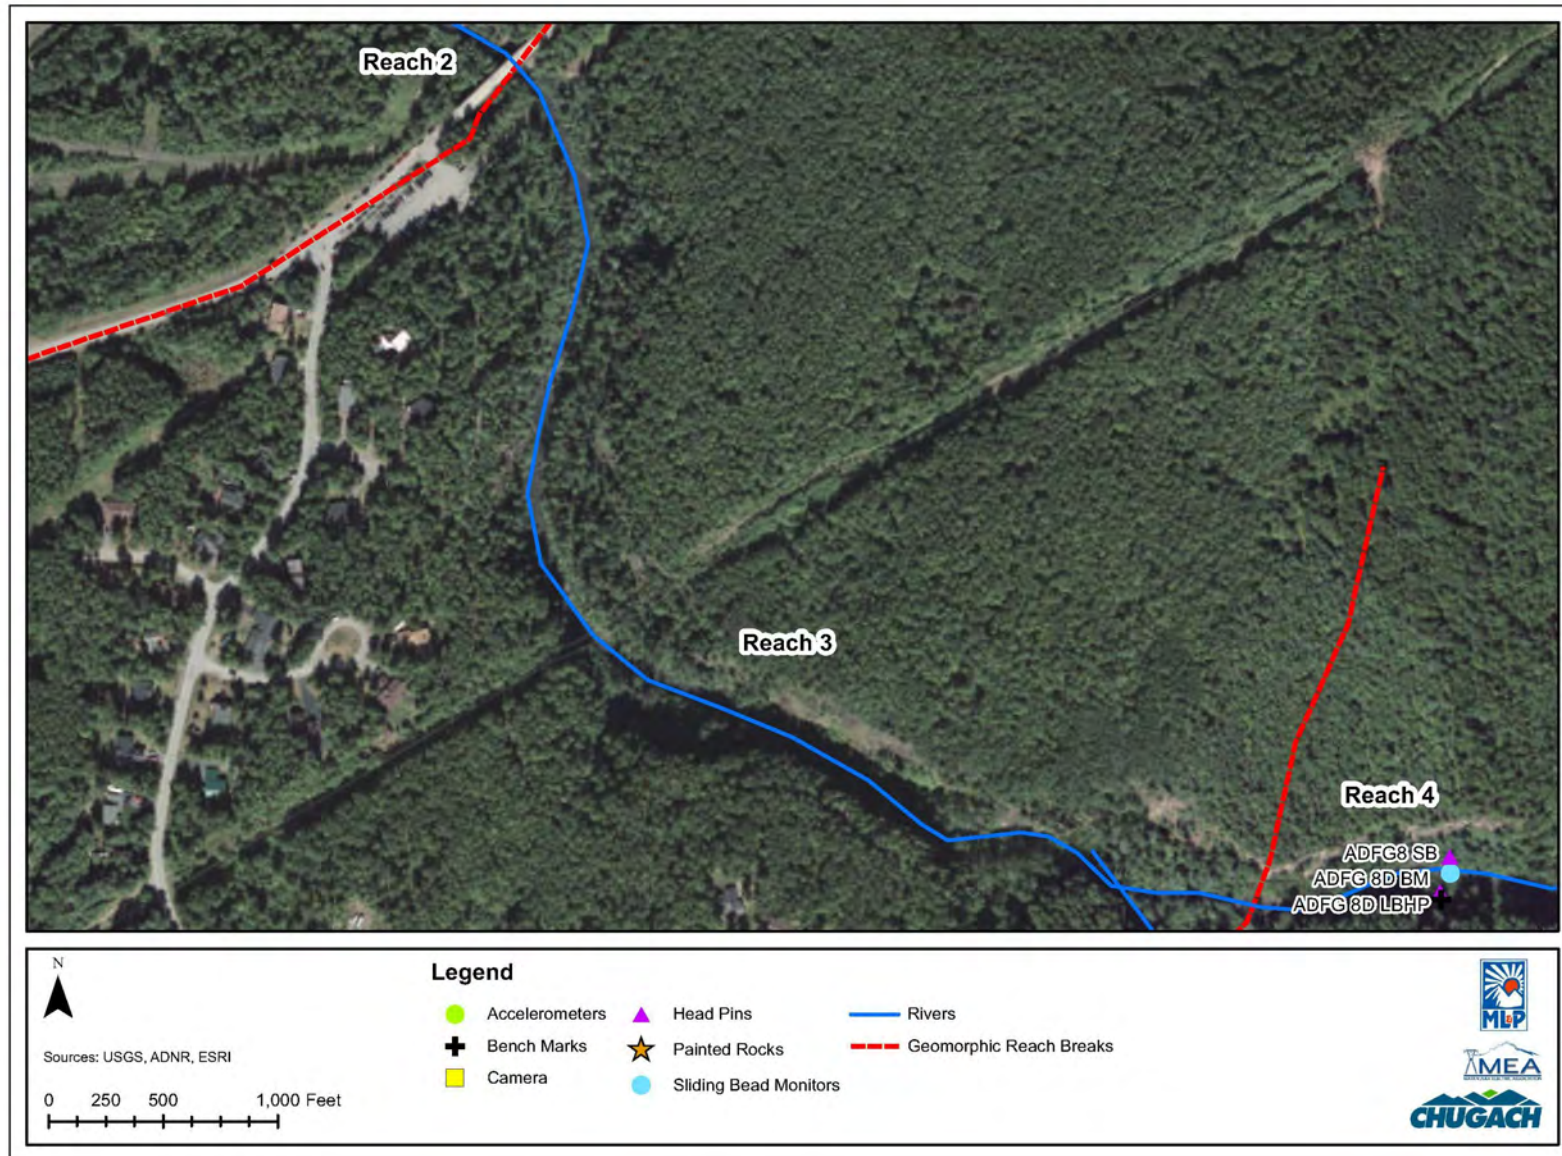 Reach 2
Reach 3
Reach 4
ADFG8 SB
ADFG 8D BM
ADFG 8D LBHP
N
Sources: USGS, ADNR, ESRI
0 250 500 1,000 Feet
Legend
Accelerometers
Bench Marks
Camera
Head Pins
Painted Rocks
Sliding Bead Monitors
Rivers
Geomorphic Reach Breaks
ML&P
MEA
CHUGACH